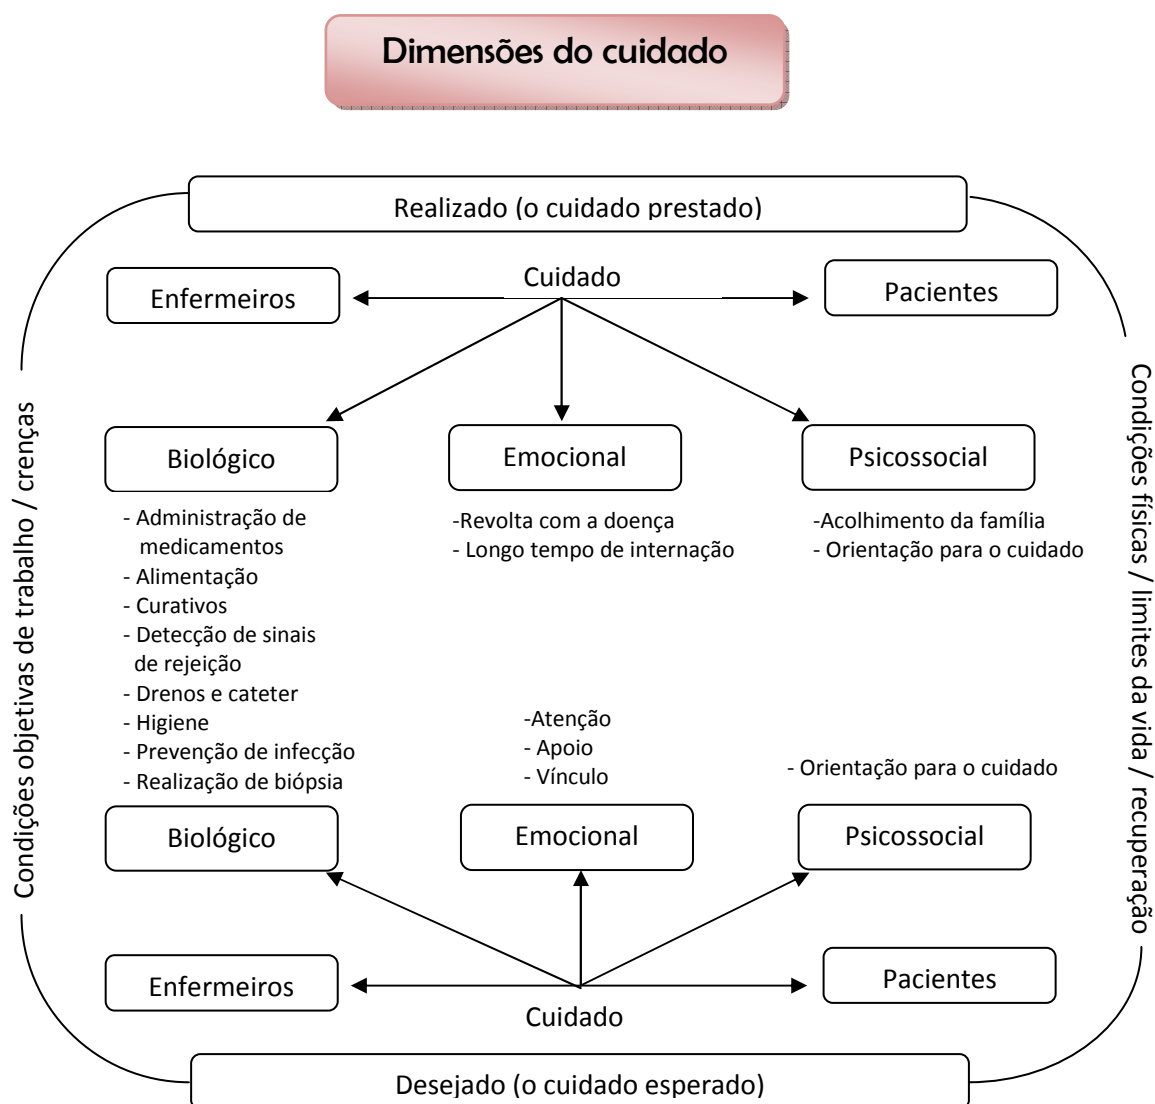 Dimensões do cuidado
Realizado (o cuidado prestado)
Cuidado
Enfermeiros
Pacientes
Biológico
Emocional
Psicossocial
- Administração de
medicamentos
- Alimentação
- Curativos
- Detecção de sinais
de rejeição
- Drenos e cateter
- Higiene
- Prevenção de infecção
- Realização de biópsia
-Revolta com a doença
- Longo tempo de internação
-Acolhimento da família
- Orientação para o cuidado
-Atenção
- Apoio
- Vínculo
- Orientação para o cuidado
Biológico
Emocional
Psicossocial
Enfermeiros
Pacientes
Cuidado
Desejado (o cuidado esperado)
Condições objetivas de trabalho / crenças
Condições físicas / limites da vida / recuperação